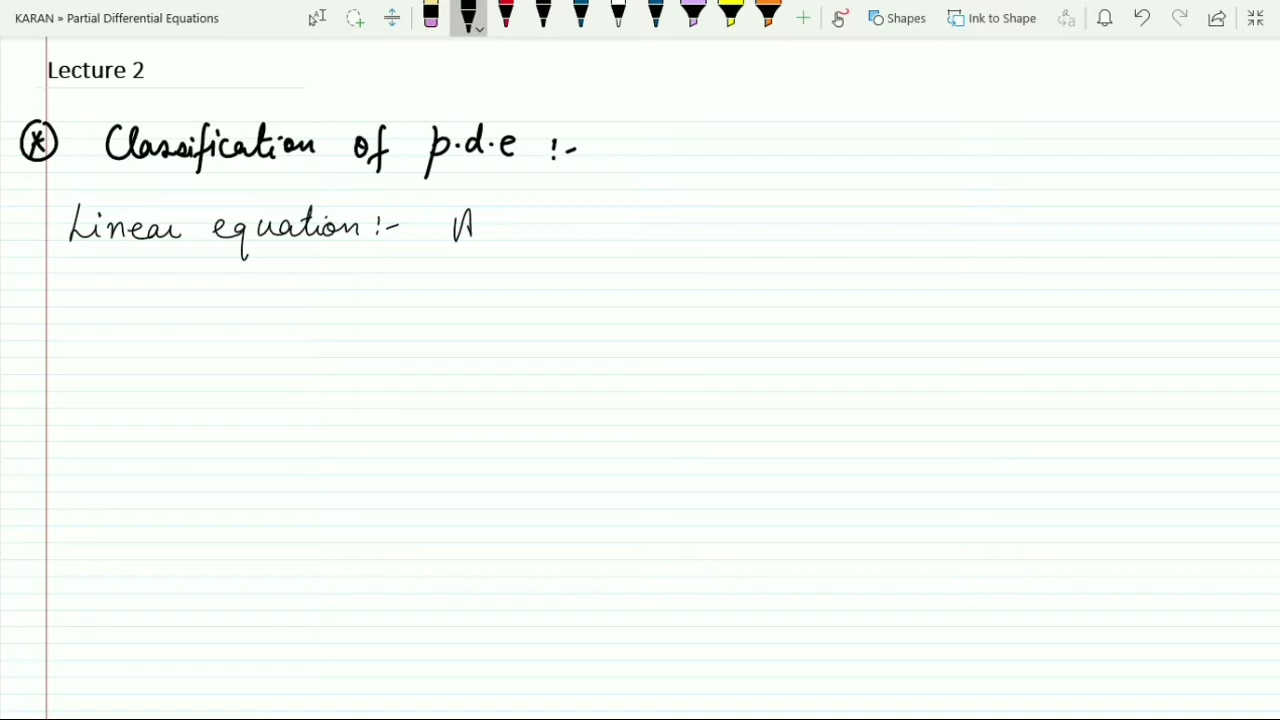 KARAN » Partial Differential Equations Shapes Ink to Shape
Lecture 2
Classification of p.d.e :-
Linear equation :- A